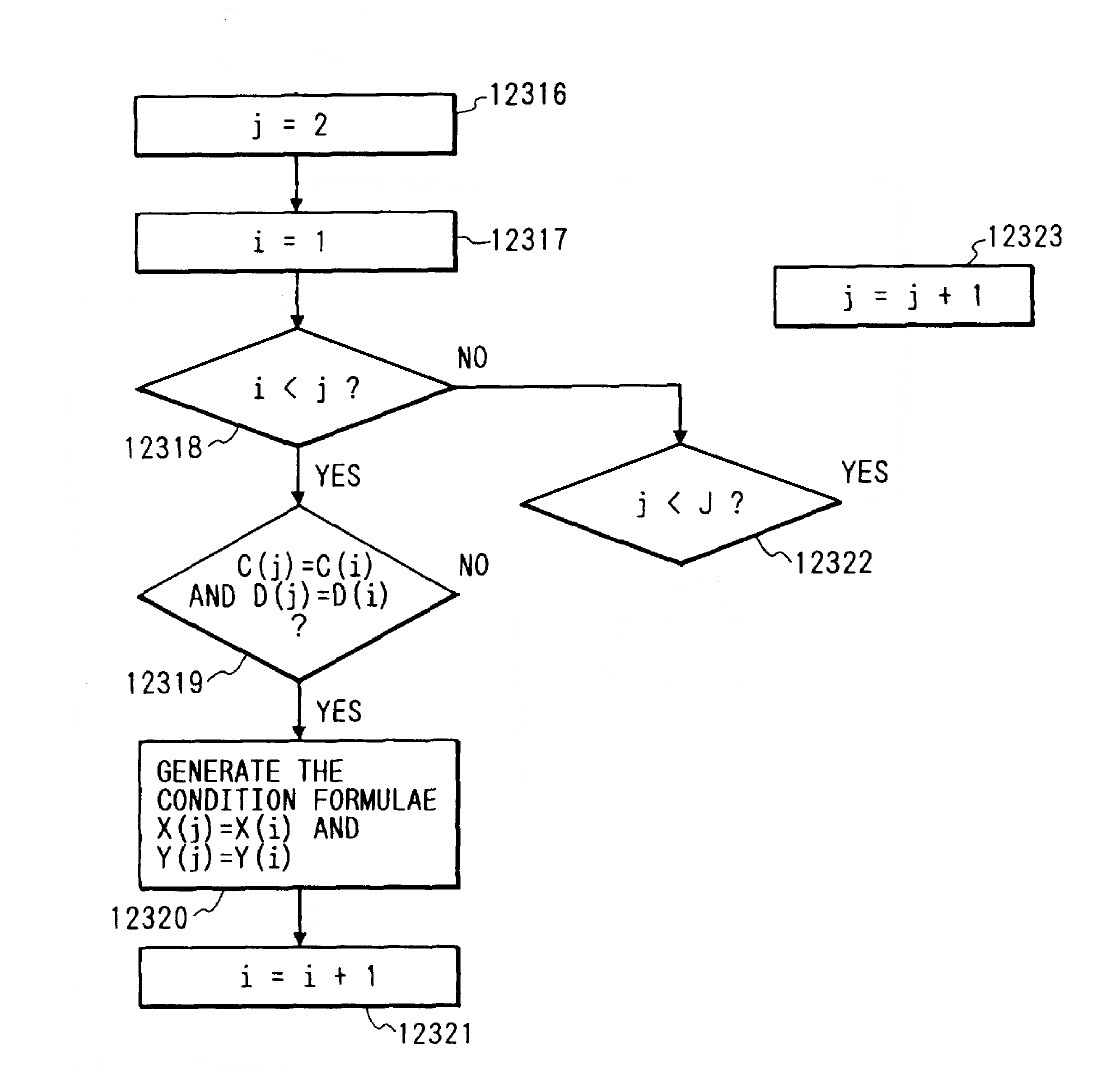 12316
j = 2
i = 1
12317
12323
j = j + 1
i < j ?
NO
12318
YES
j < J ?
YES
12322
C(j)=C(i)
AND D(j)=D(i)
?
NO
12319
YES
GENERATE THE
CONDITION FORMULAE
X(j)=X(i) AND
Y(j)=Y(i)
12320
i = i + 1
12321